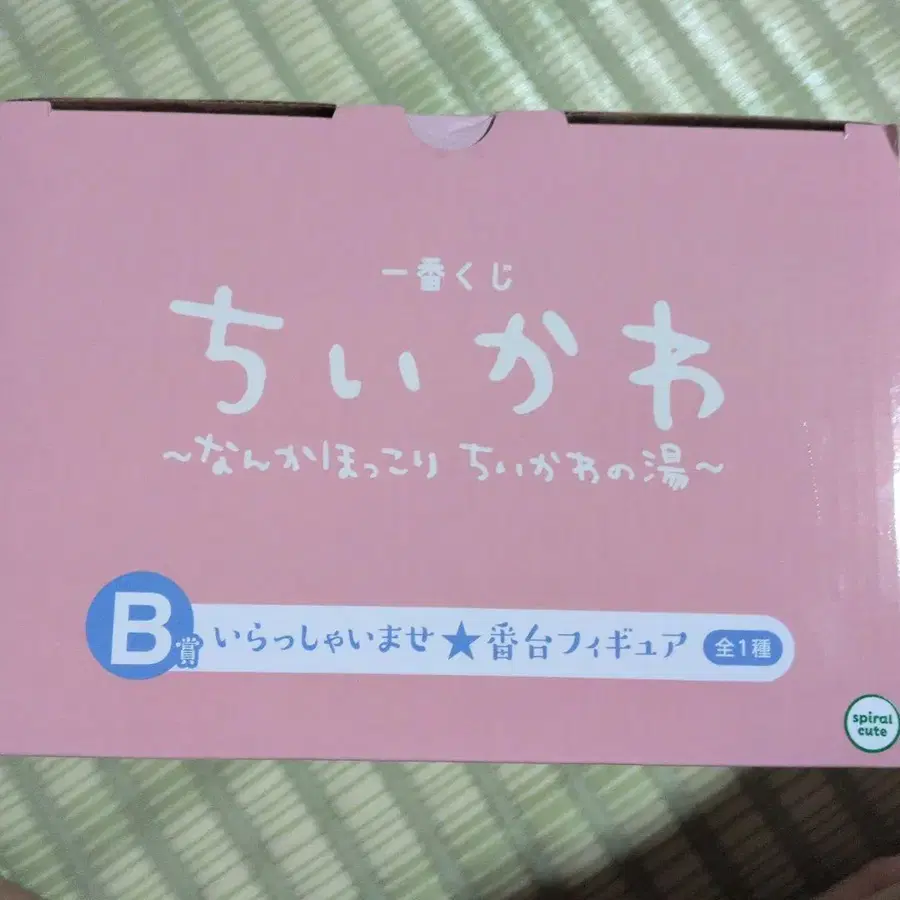 一番くじ
ちいかわ
～なんかほっこり ちいかわの湯～
B賞 いらっしゃいませ★番台フィギュア 全1種
spiral
cute